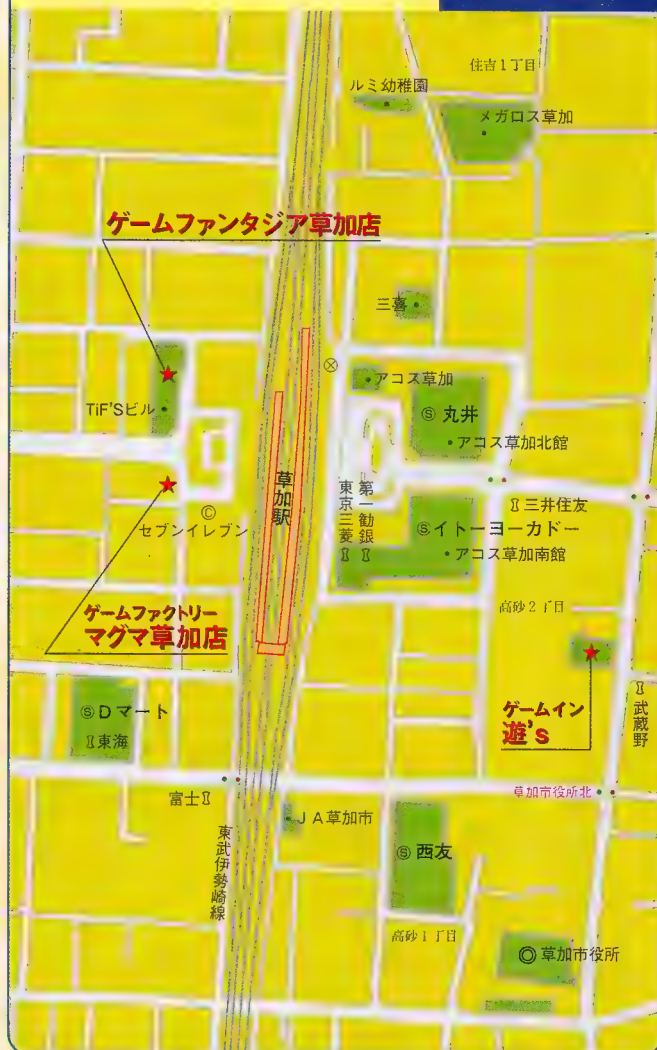 住吉1丁目
ルミ幼稚園
メガロス草加
ゲームファンタジア草加店
三喜
アコス草加
TiF'Sビル
Ⓢ 丸井
アコス草加北館
草加駅
東京三菱
第一勧銀
三井住友
Ⓒ
セブンイレブン
Ⓢイトーヨーカドー
アコス草加南館
高砂2丁目
ゲームファクトリー
マグマ草加店
ゲームイン
遊's
武蔵野
ⓈDマート
東海
富士
草加市役所北
JA草加市
東武伊勢崎線
Ⓢ西友
高砂1丁目
◎草加市役所